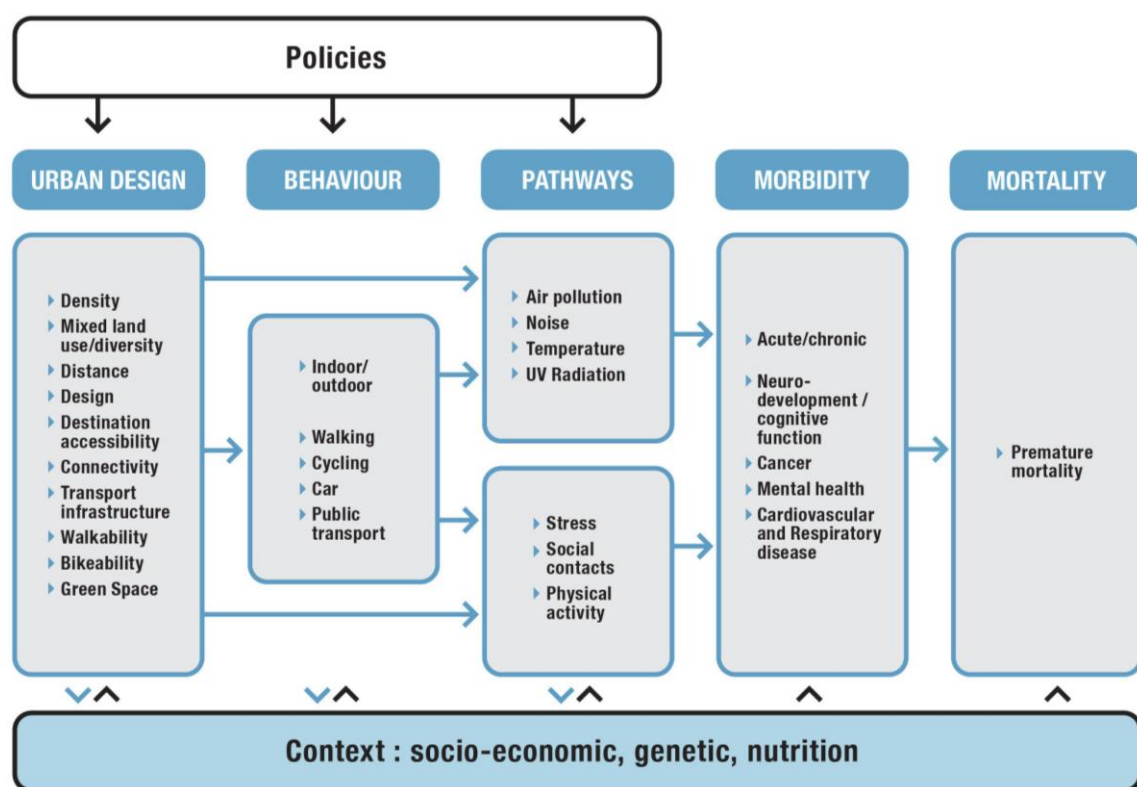 Policies
URBAN DESIGN
BEHAVIOUR
PATHWAYS
MORBIDITY
MORTALITY
Density
Mixed land
use/diversity
Distance
Design
Destination
accessibility
Connectivity
Transport
infrastructure
Walkability
Bikeability
Green Space
Indoor/
outdoor
Walking
Cycling
Car
Public
transport
Air pollution
Noise
Temperature
UV Radiation
Stress
Social
contacts
Physical
activity
Acute/chronic
Neuro-
development /
cognitive
function
Cancer
Mental health
Cardiovascular
and Respiratory
disease
Premature
mortality
Context : socio-economic, genetic, nutrition